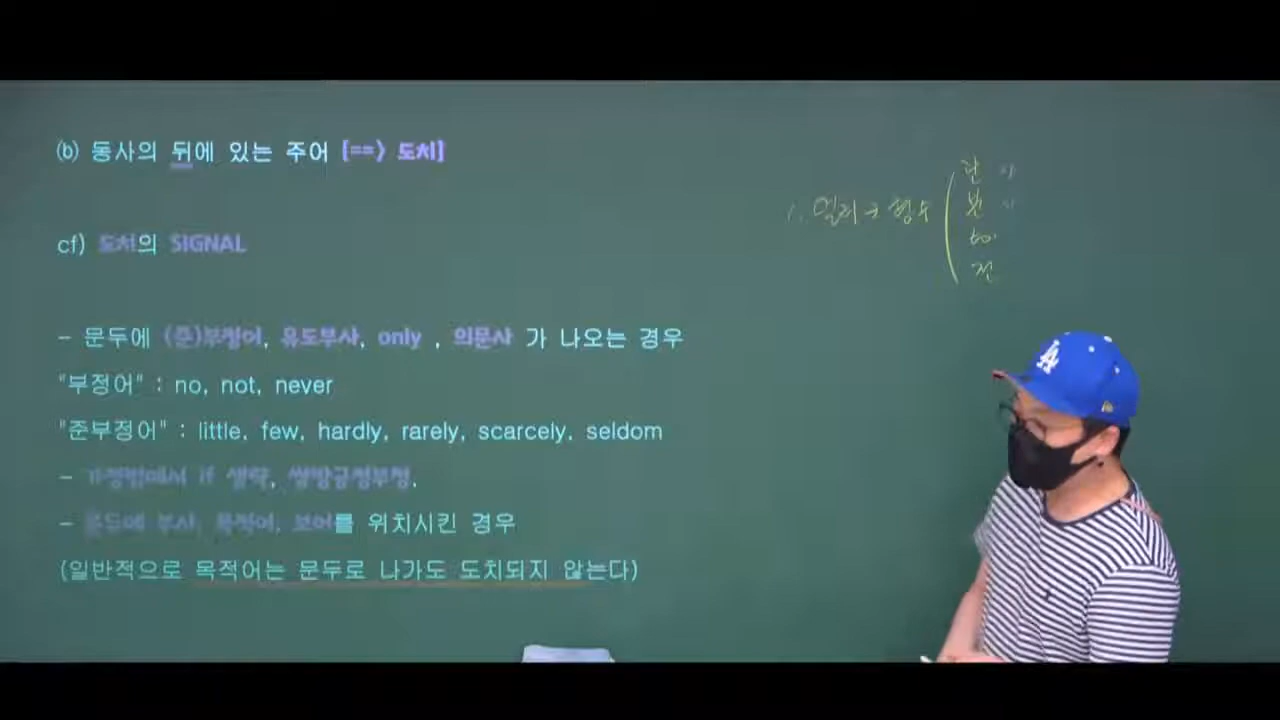 (b) 동사의 뒤에 있는 주어 [==> 도치]
cf) 도치의 SIGNAL
- 문두에 (준)부정어, 유도부사, only , 의문사 가 나오는 경우
"부정어" : no, not, never
"준부정어" : little, few, hardly, rarely, scarcely, seldom
- 가정법에서 if 생략, 쌍방긍정부정.
- 문두에 부사, 목적어, 보어를 위치시킨 경우
(일반적으로 목적어는 문두로 나가도 도치되지 않는다)
1.
분
전
LA